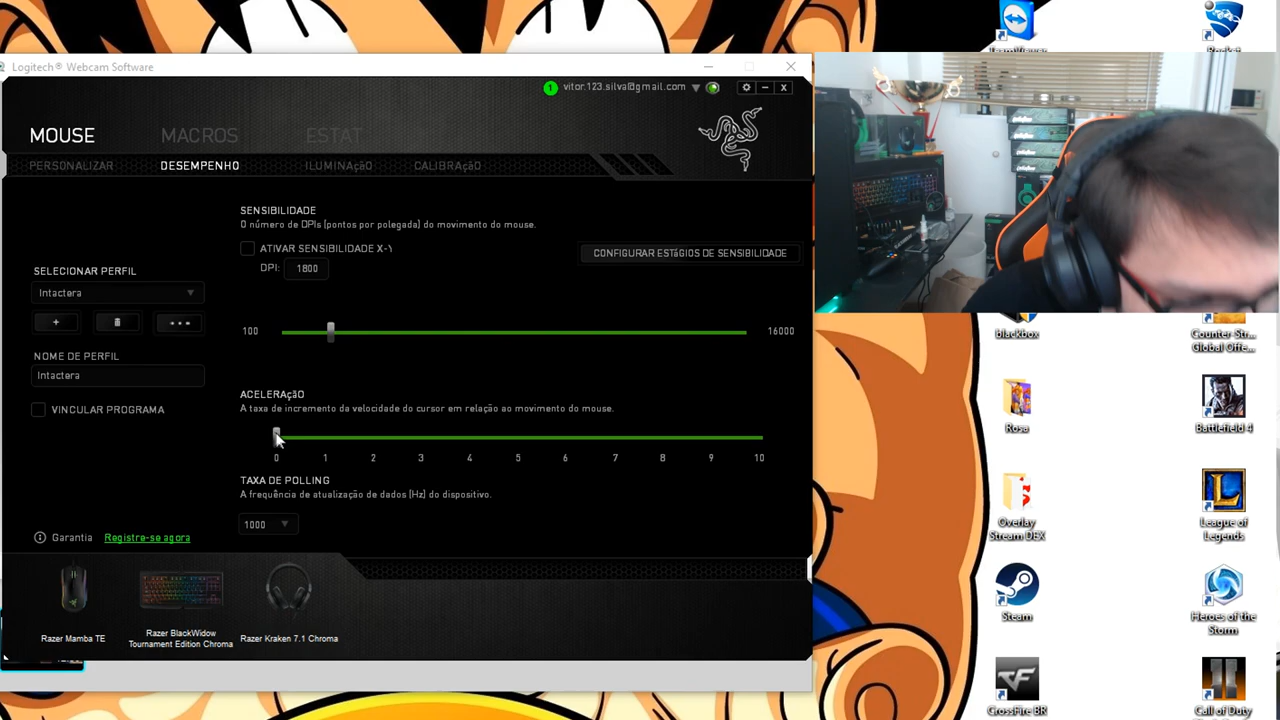 TeamViewer
Rocket
Logitech® Webcam Software
1 vitor.123.silva@gmail.com
MOUSE MACROS ESTAT
PERSONALIZAR DESEMPENHO ILUMINAçãO CALIBRAçãO
SENSIBILIDADE
O número de DPIs (pontos por polegada) do movimento do mouse.
ATIVAR SENSIBILIDADE X-Y
CONFIGURAR ESTáGIOS DE SENSIBILIDADE
DPI: 1800
SELECIONAR PERFIL
Intactera
100 16000
NOME DE PERFIL
Intactera
VINCULAR PROGRAMA
ACELERAçãO
A taxa de incremento da velocidade do cursor em relação ao movimento do mouse.
0 1 2 3 4 5 6 7 8 9 10
TAXA DE POLLING
A frequência de atualização de dados (Hz) do dispositivo.
1000
Garantia Registre-se agora
Razer Mamba TE
Razer BlackWidow
Tournament Edition Chroma
Razer Kraken 7.1 Chroma
blackbox
Counter-Str...
Global Offe...
Rosa
Battlefield 4
Overlay
Stream DEX
League of
Legends
Steam
Heroes of the
Storm
CrossFire BR
Call of Duty